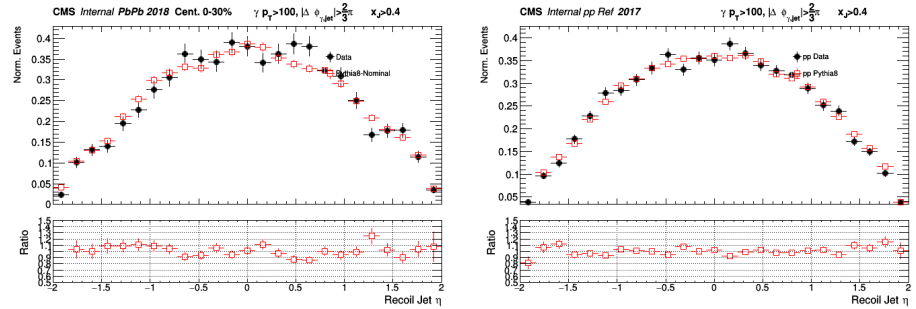 CMS Internal PbPb 2018 Cent. 0-30% γ p_T>100, |Δ ϕ_γ,jet|>2/3π x_J>0.4
Norm. Events
0.4
0.35
0.3
0.25
0.2
0.15
0.1
0.05
0
Data
Pythia8-Nominal
Ratio
1.5
1.4
1.3
1.2
1.1
1
0.9
0.8
0.7
0.6
0.5
−2 −1.5 −1 −0.5 0 0.5 1 1.5 2
Recoil Jet η
CMS Internal pp Ref 2017 γ p_T>100, |Δ ϕ_γ,jet|>2/3π x_J>0.4
Norm. Events
0.4
0.35
0.3
0.25
0.2
0.15
0.1
0.05
pp Data
pp Pythia8
Ratio
1.5
1.4
1.3
1.2
1.1
1
0.9
0.8
0.7
0.6
0.5
−2 −1.5 −1 −0.5 0 0.5 1 1.5 2
Recoil Jet η